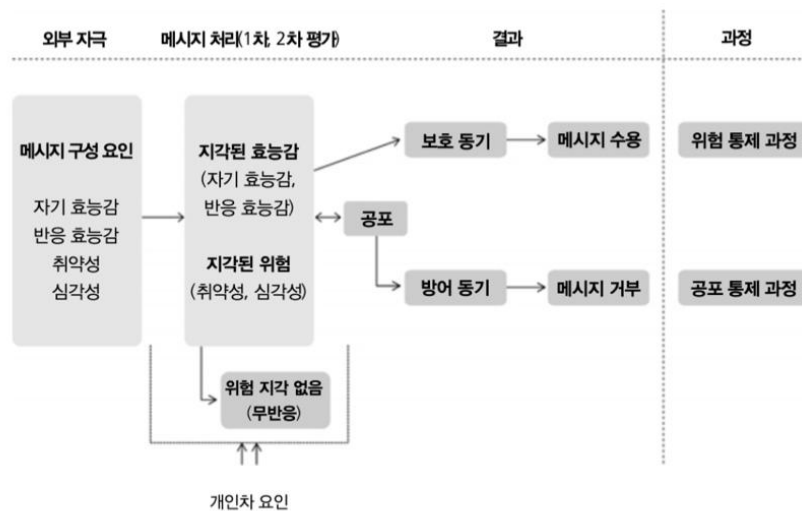 외부 자극
메시지 처리(1차, 2차 평가)
결과
과정
메시지 구성 요인
자기 효능감
반응 효능감
취약성
심각성
지각된 효능감
(자기 효능감,
반응 효능감)
지각된 위험
(취약성, 심각성)
공포
보호 동기
메시지 수용
위험 통제 과정
방어 동기
메시지 거부
공포 통제 과정
위험 지각 없음
(무반응)
개인차 요인